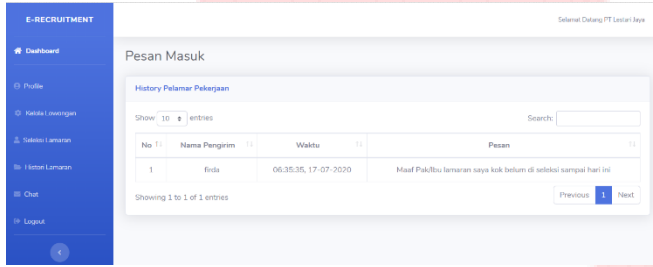 E-RECRUITMENT
Selamat Datang PT Lestari Jaya
Dashboard
Pesan Masuk
Profile
History Pelamar Pekerjaan
Kelola Lowongan
Show 10 entries
Search:
Seleksi Lamaran
No Nama Pengirim Waktu Pesan
Histori Lamaran
1 firda 06:35:35, 17-07-2020 Maaf Pak/Ibu lamaran saya kok belum di seleksi sampai hari ini
Chat
Showing 1 to 1 of 1 entries
Previous 1 Next
Logout